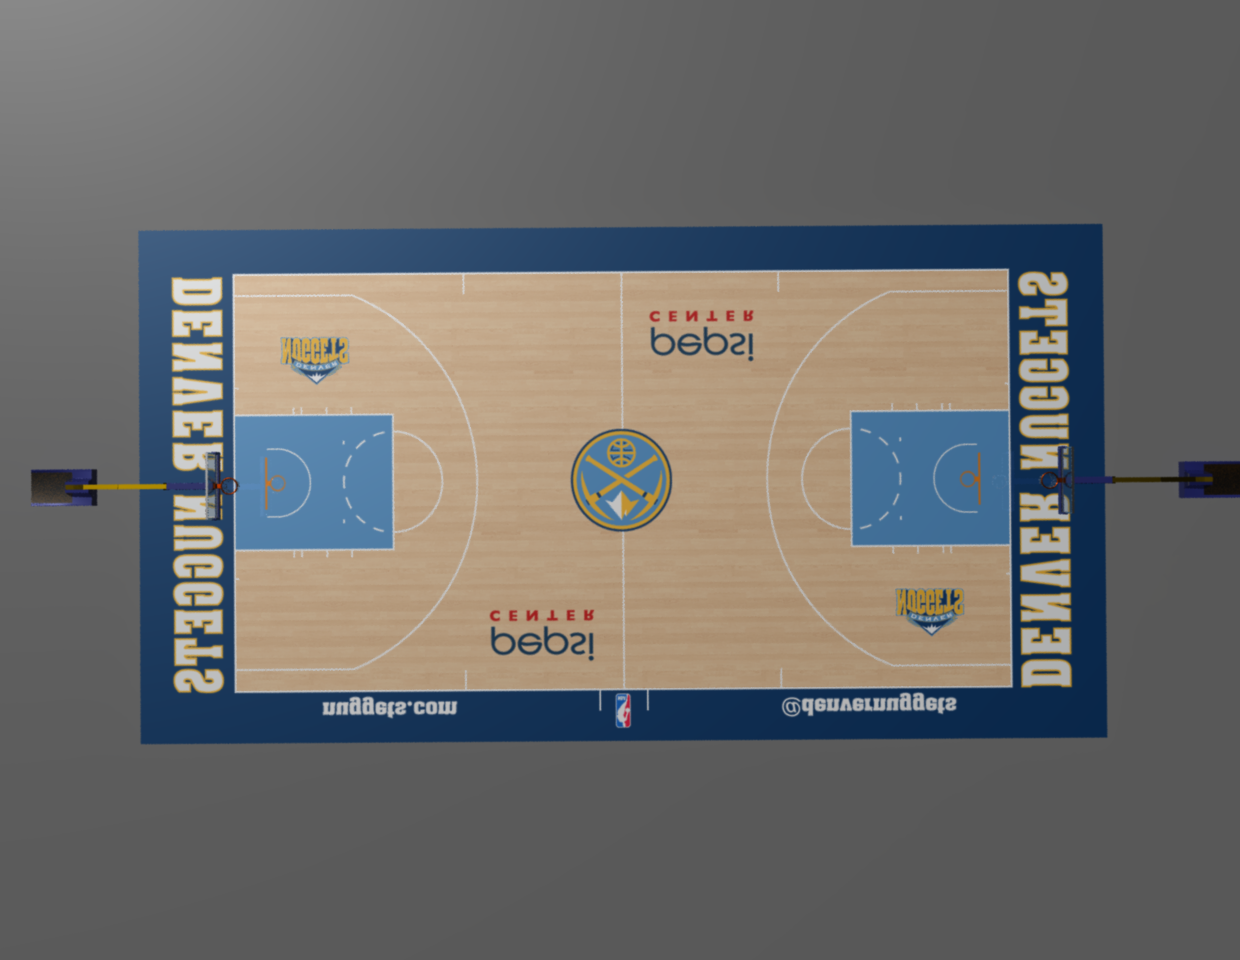 DENVER NUGGETS
DENVER NUGGETS
CENTER
pepsi
NUGGETS
DENVER
CENTER
pepsi
NUGGETS
DENVER
nuggets.com
@denvernuggets